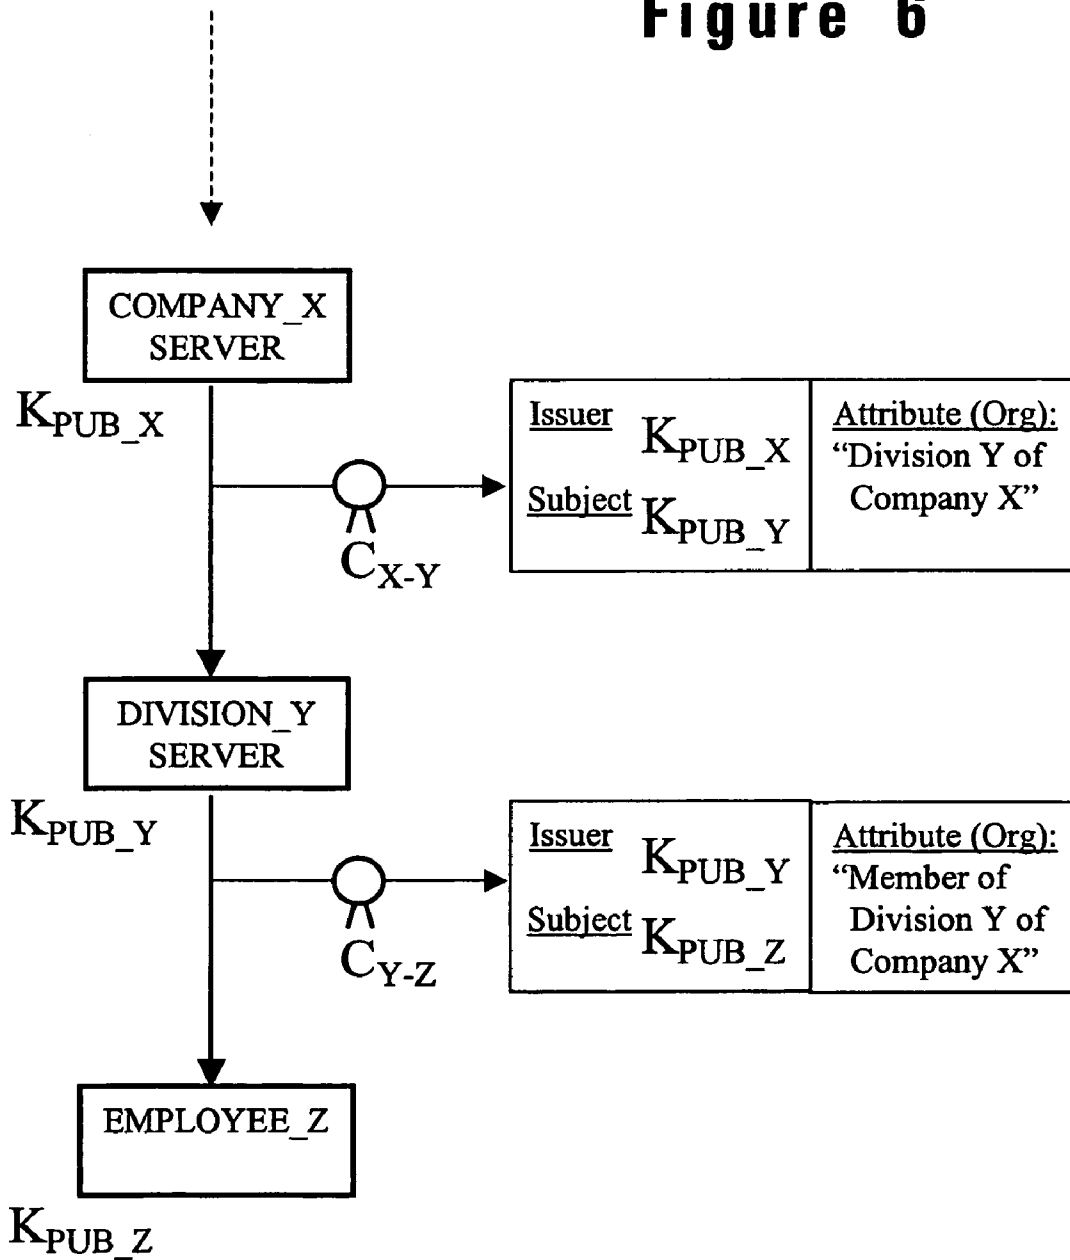 Figure 6
COMPANY_X
SERVER
K_PUB_X
Issuer K_PUB_X
Subject K_PUB_Y
Attribute (Org):
“Division Y of
Company X”
C_X-Y
DIVISION_Y
SERVER
K_PUB_Y
Issuer K_PUB_Y
Subject K_PUB_Z
Attribute (Org):
“Member of
Division Y of
Company X”
C_Y-Z
EMPLOYEE_Z
K_PUB_Z